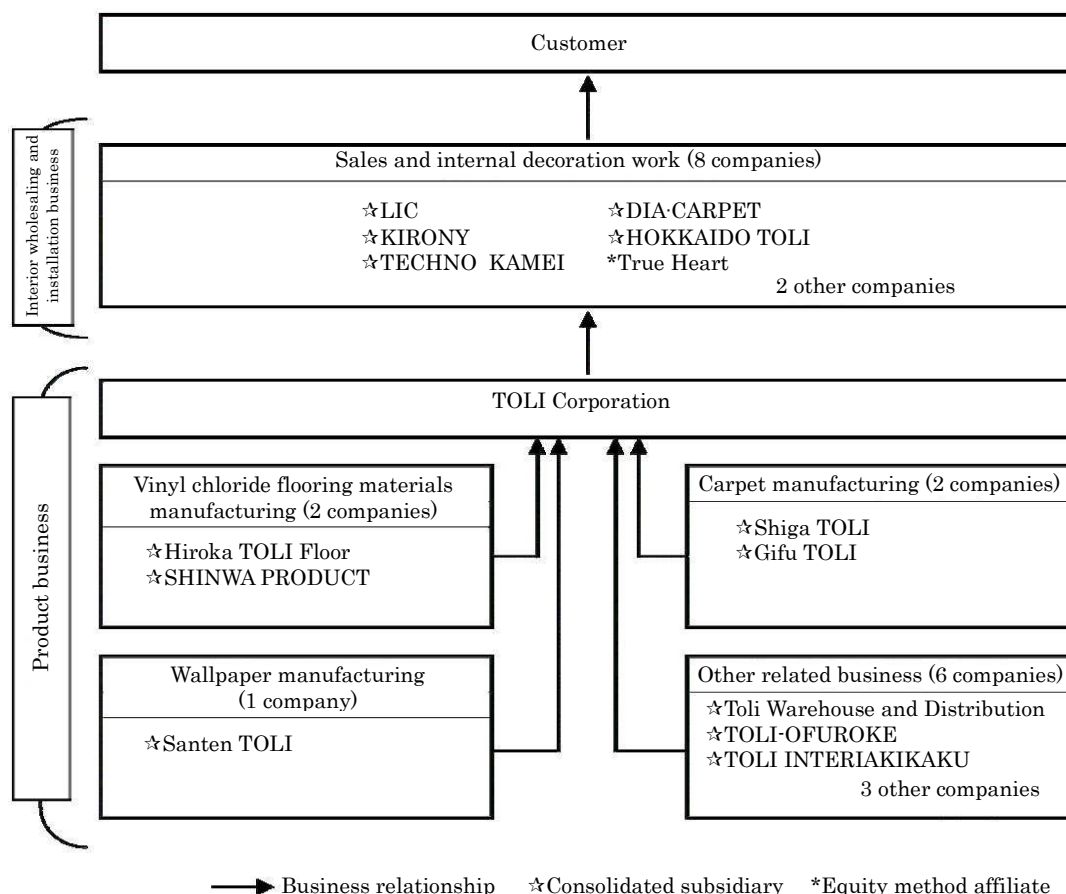 Customer
Interior wholesaling and
installation business
Sales and internal decoration work (8 companies)
☆LIC
☆DIA·CARPET
☆KIRONY
☆HOKKAIDO TOLI
☆TECHNO KAMEI
*True Heart
2 other companies
Product business
TOLI Corporation
Vinyl chloride flooring materials
manufacturing (2 companies)
☆Hiroka TOLI Floor
☆SHINWA PRODUCT
Carpet manufacturing (2 companies)
☆Shiga TOLI
☆Gifu TOLI
Wallpaper manufacturing
(1 company)
☆Santen TOLI
Other related business (6 companies)
☆Toli Warehouse and Distribution
☆TOLI-OFUROKE
☆TOLI INTERIAKIKAKU
3 other companies
Business relationship ☆Consolidated subsidiary *Equity method affiliate